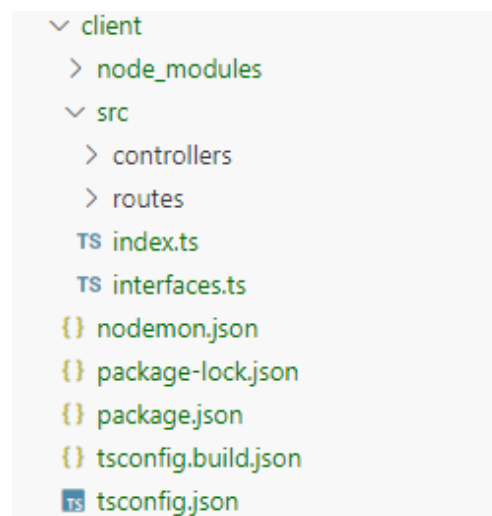 client
node_modules
src
controllers
routes
TS index.ts
TS interfaces.ts
{} nodemon.json
{} package-lock.json
{} package.json
{} tsconfig.build.json
TS tsconfig.json